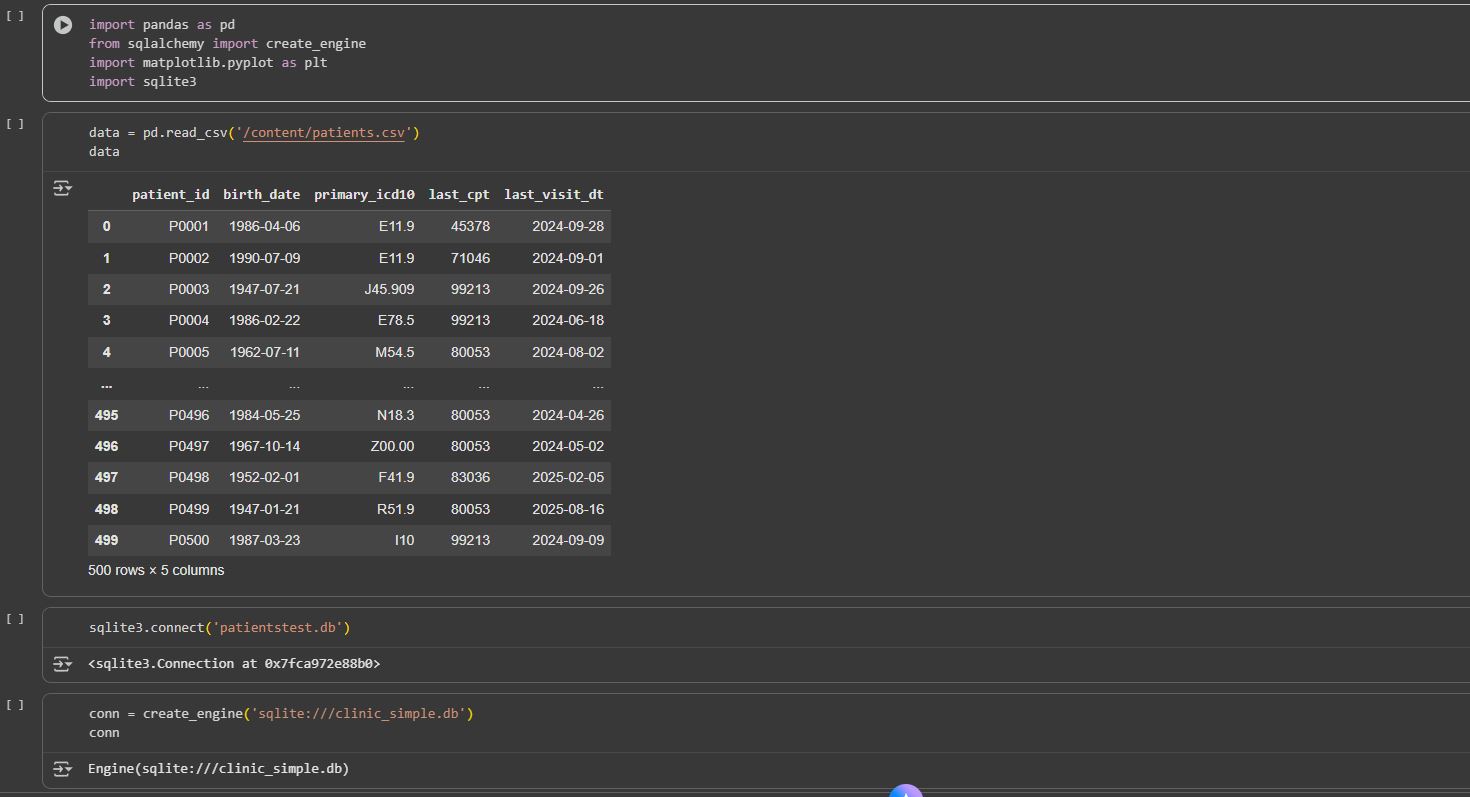 [ ]
import pandas as pd
from sqlalchemy import create_engine
import matplotlib.pyplot as plt
import sqlite3
[ ]
data = pd.read_csv('/content/patients.csv')
data
patient_id birth_date primary_icd10 last_cpt last_visit_dt
0 P0001 1986-04-06 E11.9 45378 2024-09-28
1 P0002 1990-07-09 E11.9 71046 2024-09-01
2 P0003 1947-07-21 J45.909 99213 2024-09-26
3 P0004 1986-02-22 E78.5 99213 2024-06-18
4 P0005 1962-07-11 M54.5 80053 2024-08-02
... ... ... ... ... ...
495 P0496 1984-05-25 N18.3 80053 2024-04-26
496 P0497 1967-10-14 Z00.00 80053 2024-05-02
497 P0498 1952-02-01 F41.9 83036 2025-02-05
498 P0499 1947-01-21 R51.9 80053 2025-08-16
499 P0500 1987-03-23 I10 99213 2024-09-09
500 rows × 5 columns
[ ]
sqlite3.connect('patientstest.db')
<sqlite3.Connection at 0x7fca972e88b0>
[ ]
conn = create_engine('sqlite:///clinic_simple.db')
conn
Engine(sqlite:///clinic_simple.db)